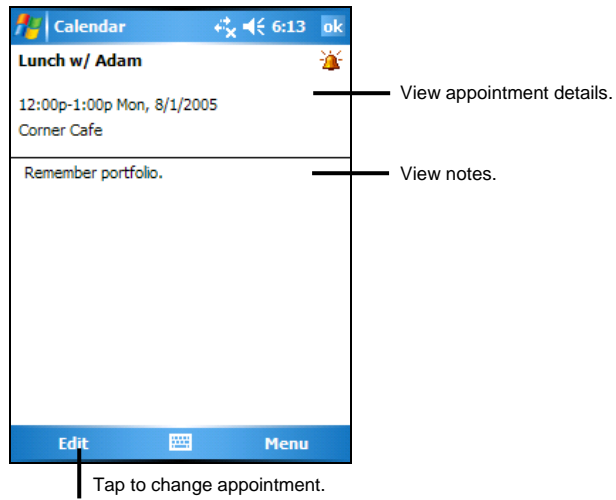 Calendar 6:13 ok
Lunch w/ Adam
12:00p-1:00p Mon, 8/1/2005
Corner Cafe
View appointment details.
Remember portfolio.
View notes.
Edit Menu
Tap to change appointment.